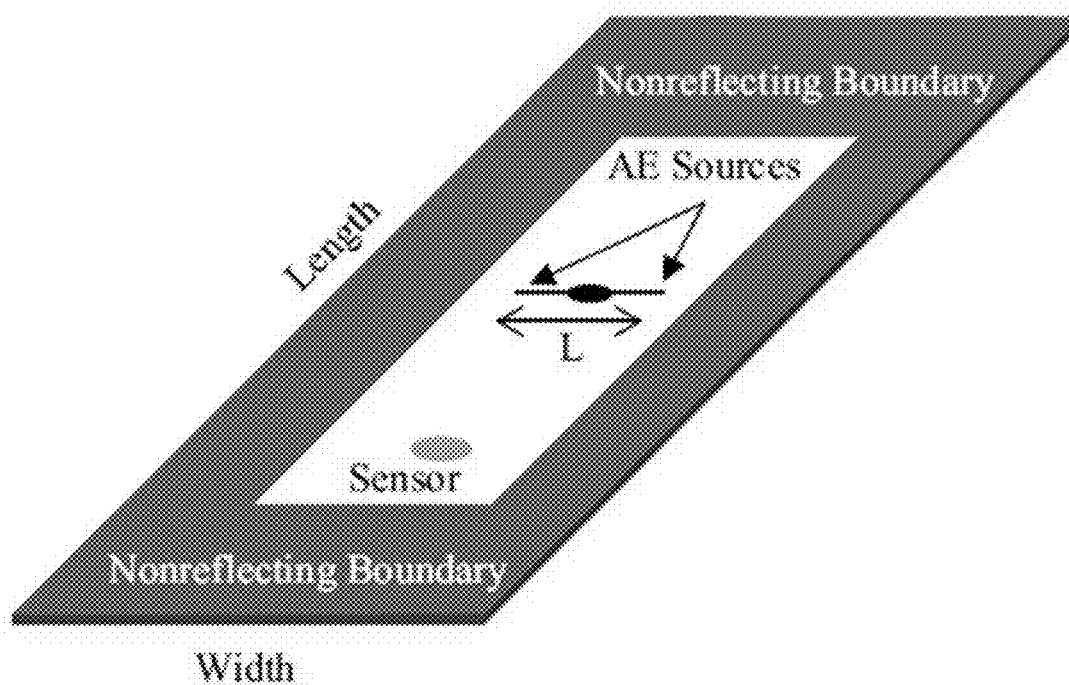 Nonreflecting Boundary
AE Sources
Length
L
Sensor
Nonreflecting Boundary
Width